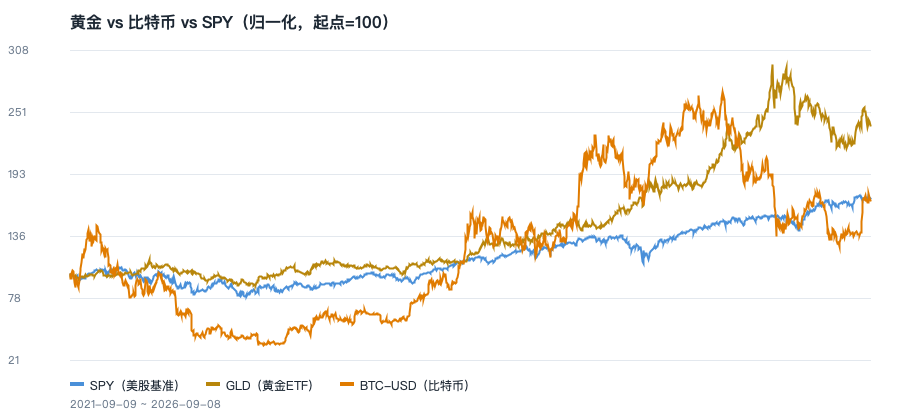 黄金 vs 比特币 vs SPY（归一化，起点=100）
308
251
193
136
78
21
SPY（美股基准） GLD（黄金ETF） BTC-USD（比特币）
2021-09-09 ~ 2026-09-08